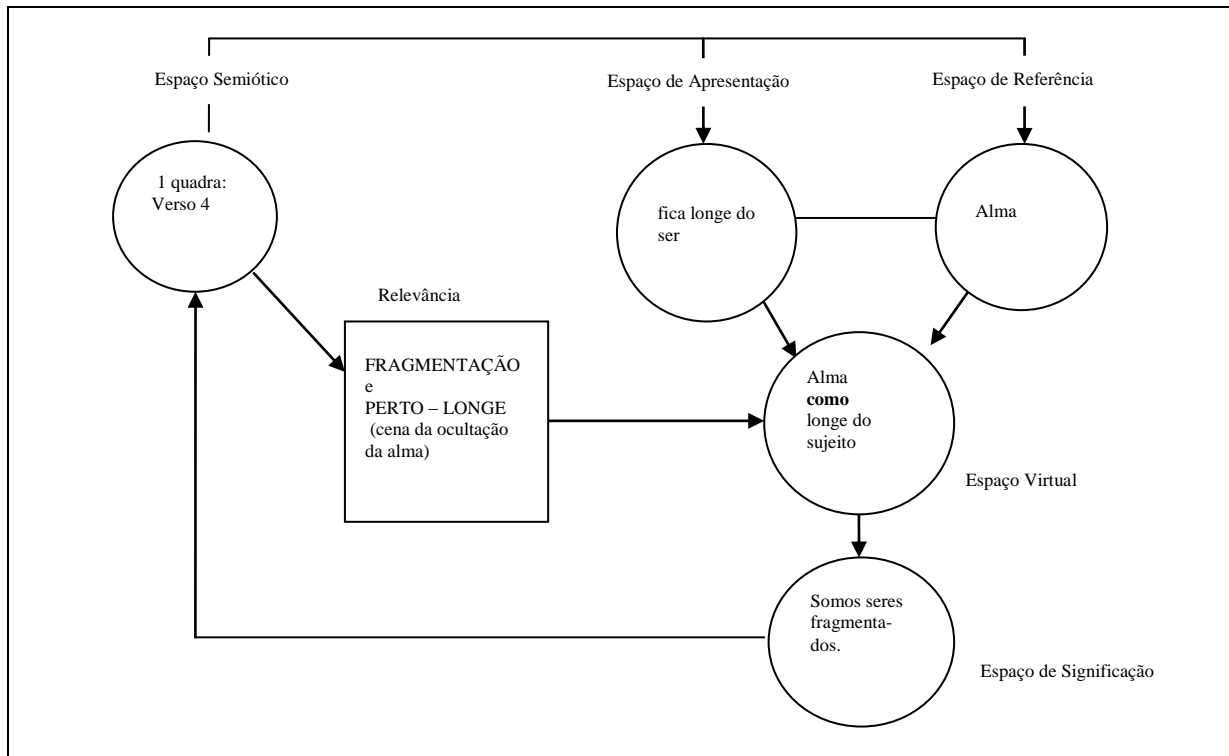 Espaço Semiótico
Espaço de Apresentação
Espaço de Referência
1 quadra:
Verso 4
fica longe do
ser
Alma
Relevância
FRAGMENTAÇÃO
e
PERTO – LONGE
(cena da ocultação
da alma)
Alma
como
longe do
sujeito
Espaço Virtual
Somos seres
fragmenta-
dos.
Espaço de Significação